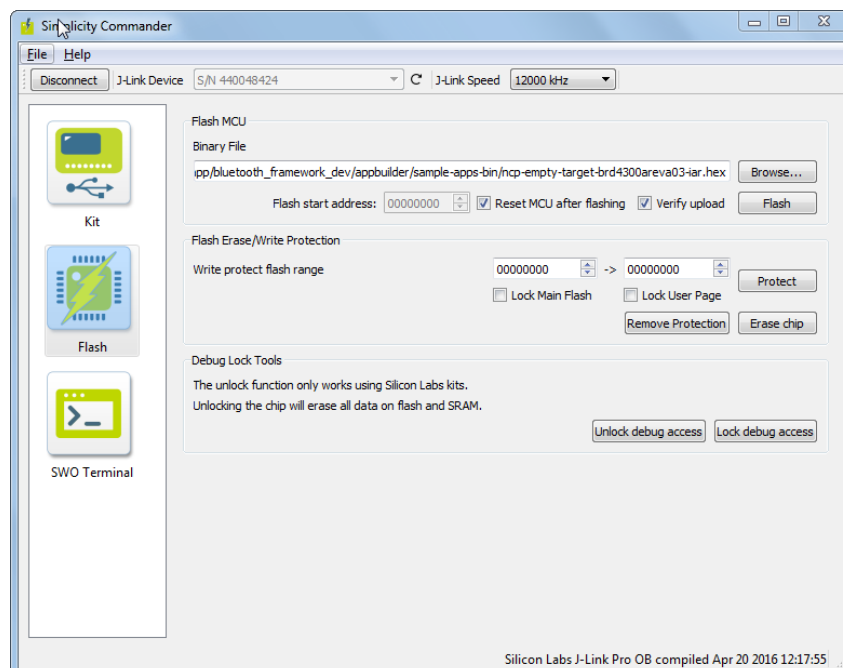 Simplicity Commander
File Help
Disconnect J-Link Device S/N 440048424 J-Link Speed 12000 kHz
Kit
Flash
SWO Terminal
Flash MCU
Binary File
app/bluetooth_framework_dev/appbuilder/sample-apps-bin/ncp-empty-target-brd4300areva03-iar.hex Browse...
Flash start address: 00000000 Reset MCU after flashing Verify upload Flash
Flash Erase/Write Protection
Write protect flash range 00000000 -> 00000000 Protect
Lock Main Flash Lock User Page
Remove Protection Erase chip
Debug Lock Tools
The unlock function only works using Silicon Labs kits.
Unlocking the chip will erase all data on flash and SRAM.
Unlock debug access Lock debug access
Silicon Labs J-Link Pro OB compiled Apr 20 2016 12:17:55